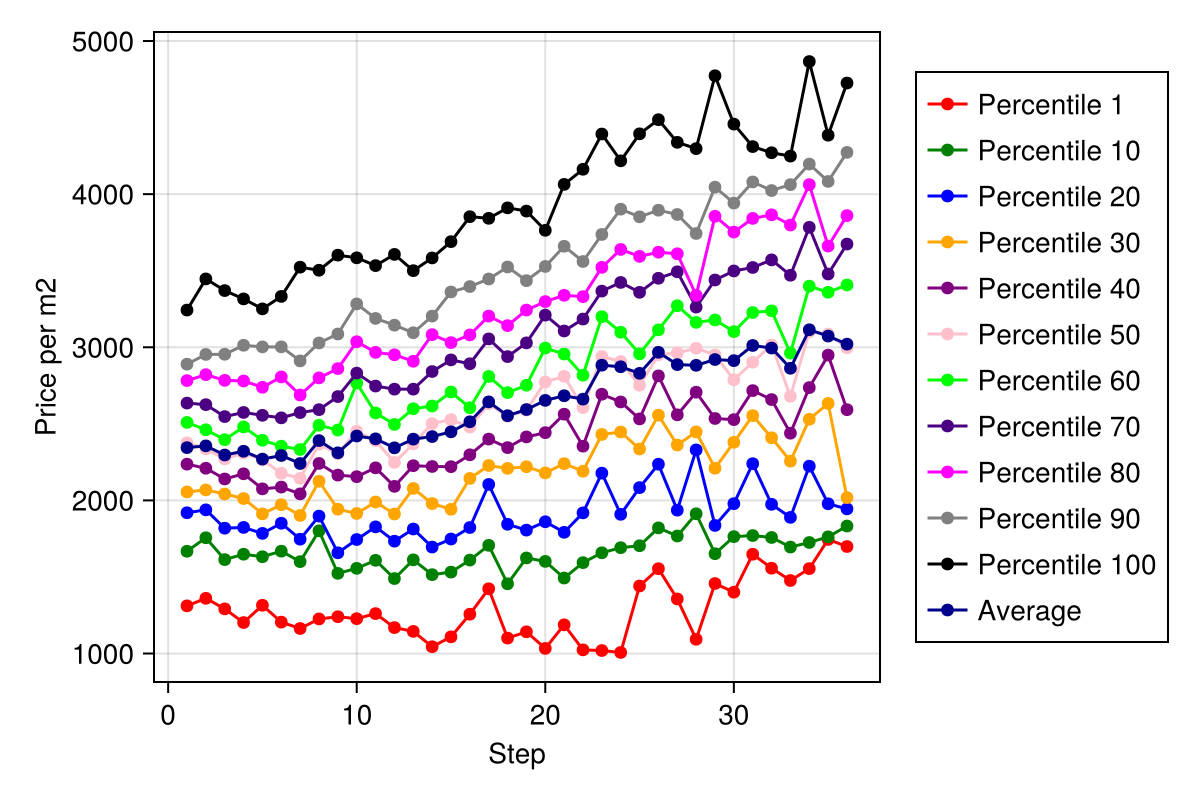 5000
4000
3000
2000
1000
Price per m2
0
10
20
30
Step
Percentile 1
Percentile 10
Percentile 20
Percentile 30
Percentile 40
Percentile 50
Percentile 60
Percentile 70
Percentile 80
Percentile 90
Percentile 100
Average